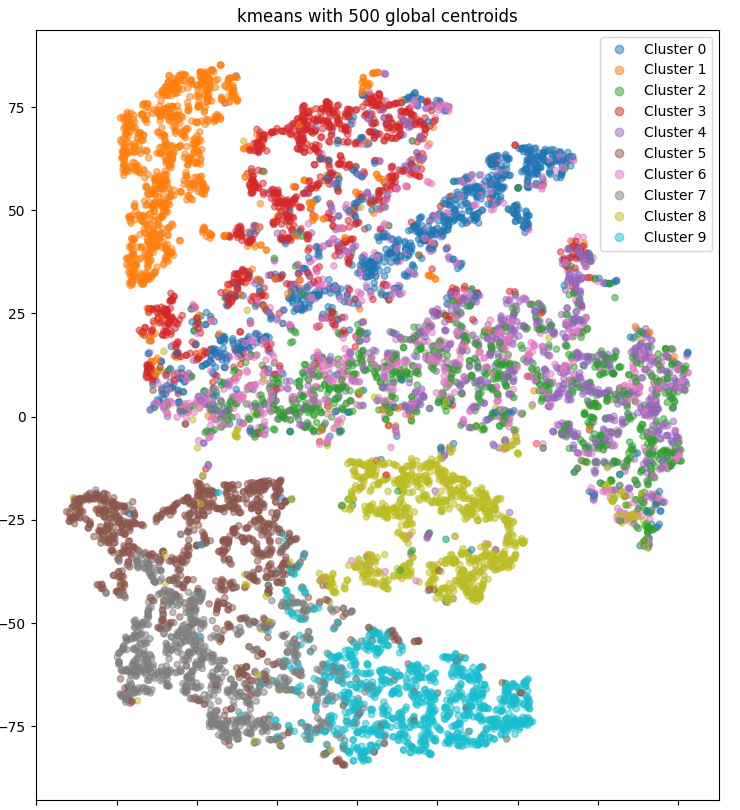 kmeans with 500 global centroids
Cluster 0
Cluster 1
Cluster 2
Cluster 3
Cluster 4
Cluster 5
Cluster 6
Cluster 7
Cluster 8
Cluster 9
75
50
25
0
−25
−50
−75